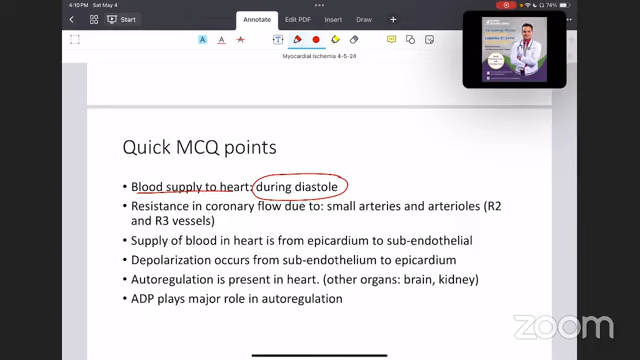 4:10 PM Sat May 4
74%
Start
Annotate
Edit PDF
Insert
Draw
Myocardial Ischemia 4-5-24
Quick MCQ points
• Blood supply to heart: during diastole
• Resistance in coronary flow due to: small arteries and arterioles (R2
and R3 vessels)
• Supply of blood in heart is from epicardium to sub-endothelial
• Depolarization occurs from sub-endothelium to epicardium
• Autoregulation is present in heart. (other organs: brain, kidney)
• ADP plays major role in autoregulation
zoom